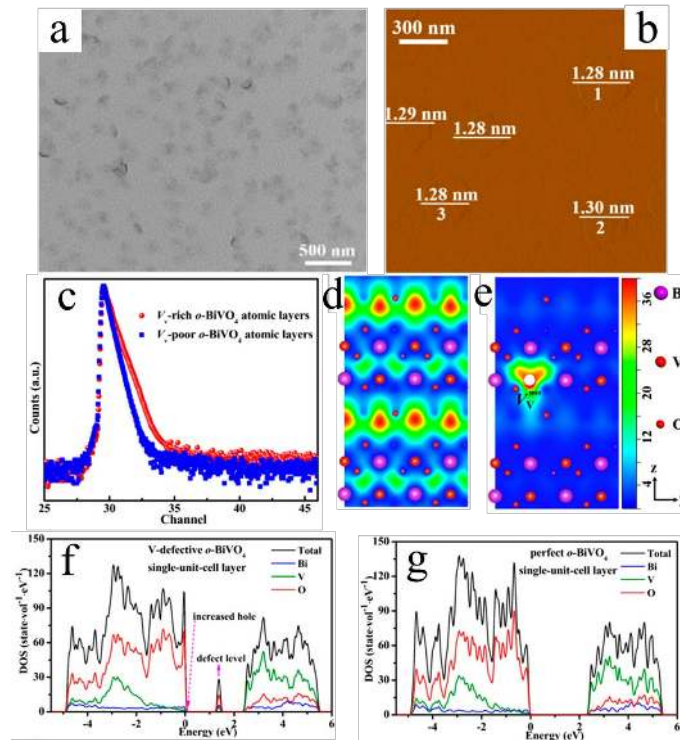 a
500 nm
300 nm
b
1.28 nm
1
1.29 nm
1.28 nm
1.28 nm
3
1.30 nm
2
c
Vv-rich o-BiVO4 atomic layers
Vv-poor o-BiVO4 atomic layers
Counts (a.u.)
25 30 25 40 45
Channel
d
e
36
28
20
12
4
B
V
O
z
f
V-defective o-BiVO4
single-unit-cell layer
Total
Bi
V
O
increased hole
defect level
DOS (state·vol-1·eV-1)
150
120
90
60
30
0
-4 -2 0 2 4
Energy (eV)
g
perfect o-BiVO4
single-unit-cell layer
Total
Bi
V
O
DOS (state·vol-1·eV-1)
150
90
60
30
0
-4 -2 0 2 4
Energy (eV)